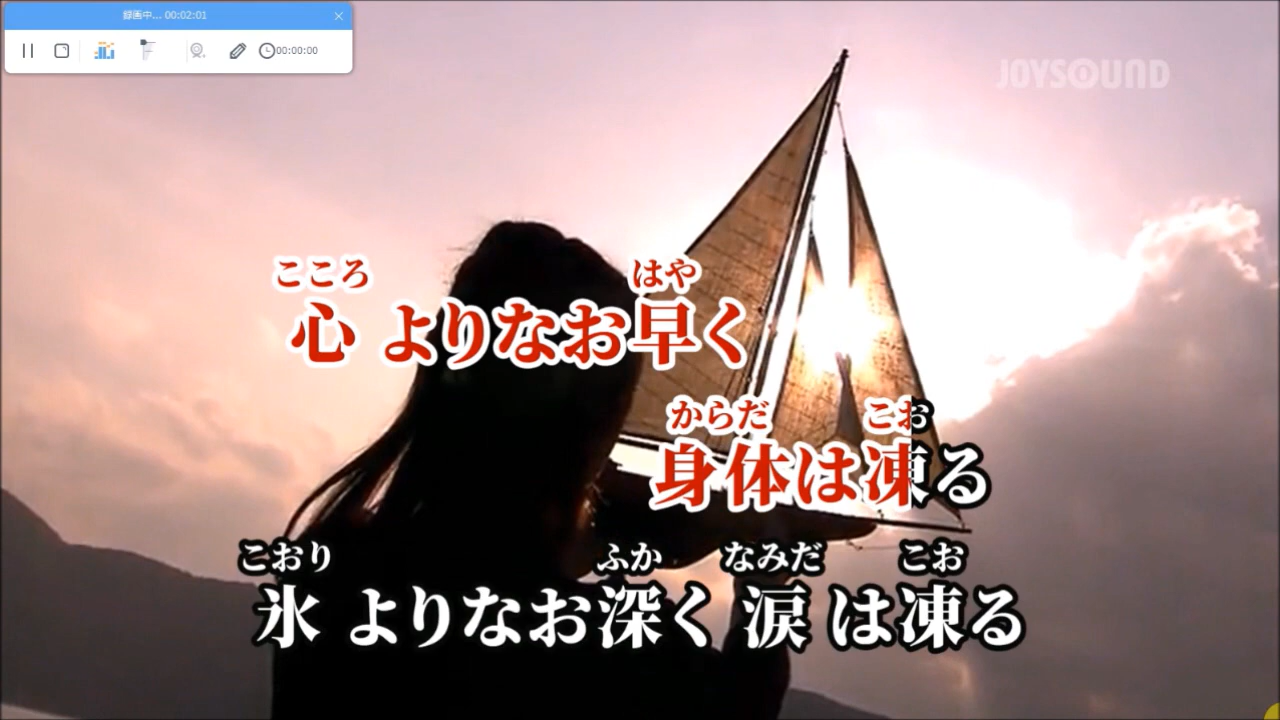 録画中... 00:02:01
00:00:00
JOYSOUND
こころ はや
心よりなお早く
からだ こお
身体は凍る
こおり ふか なみだ こお
氷よりなお深く涙は凍る